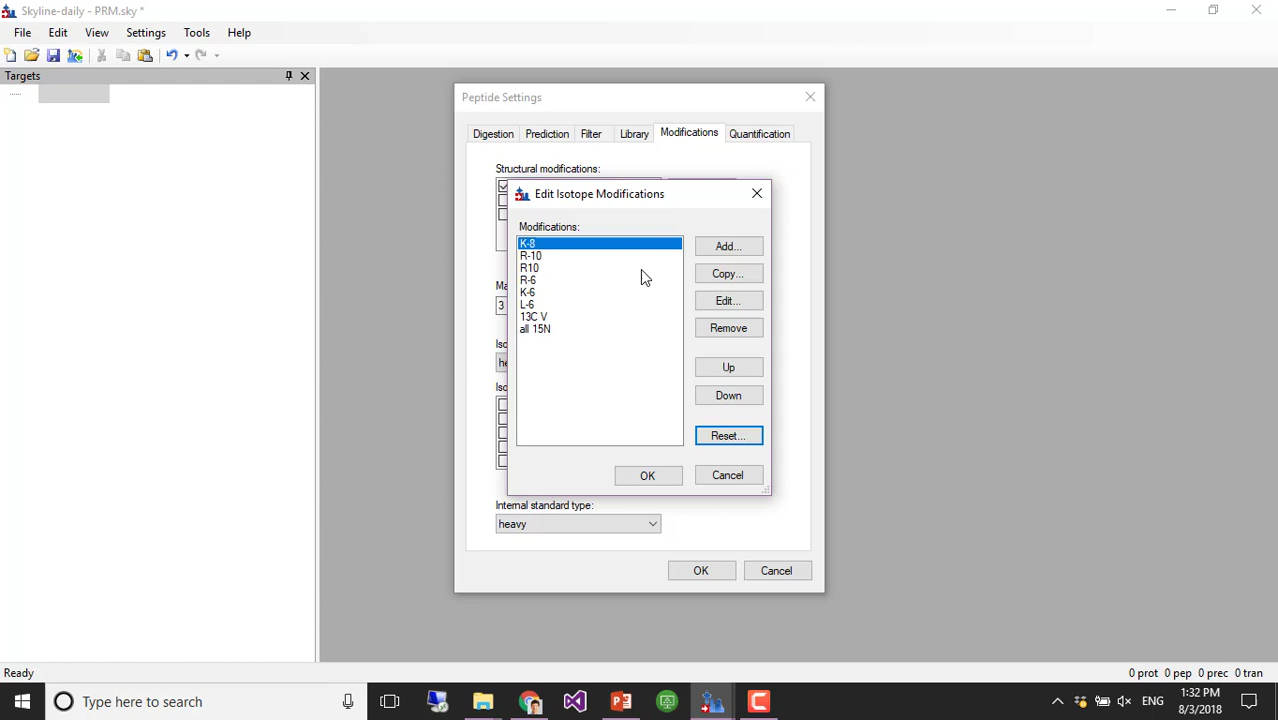 Skyline-daily - PRM.sky *
File Edit View Settings Tools Help
Targets
Peptide Settings
Digestion Prediction Filter Library Modifications Quantification
Structural modifications:
Edit Isotope Modifications
Modifications:
K-8
R-10
R10
R-6
K-6
L-6
13C V
all 15N
Add...
Copy...
Edit...
Remove
Up
Down
Reset...
OK Cancel
3
Internal standard type:
heavy
OK Cancel
Ready
0 prot 0 pep 0 prec 0 tran
Type here to search
ENG
1:32 PM
8/3/2018